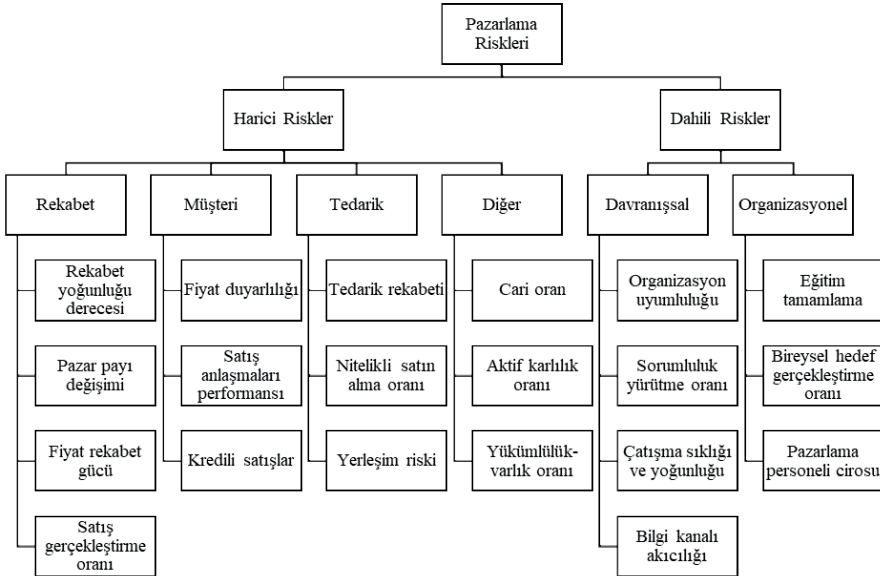 Pazarlama
Riskleri
Harici Riskler
Dahili Riskler
Rekabet
Müşteri
Tedarik
Diğer
Davranışsal
Organizasyonel
Rekabet
yoğunluğu
derecesi
Fiyat duyarlılığı
Tedarik rekabeti
Cari oran
Organizasyon
uyumluluğu
Eğitim
tamamlama
Pazar payı
değişimi
Satış
anlaşmaları
performansı
Nitelikli satın
alma oranı
Aktif karlılık
oranı
Sorumluluk
yürütme oranı
Bireysel hedef
gerçekleştirme
oranı
Fiyat rekabet
gücü
Kredili satışlar
Yerleşim riski
Yükümlülük-
varlık oranı
Çatışma sıklığı
ve yoğunluğu
Pazarlama
personeli cirosu
Satış
gerçekleştirme
oranı
Bilgi kanalı
akıcılığı